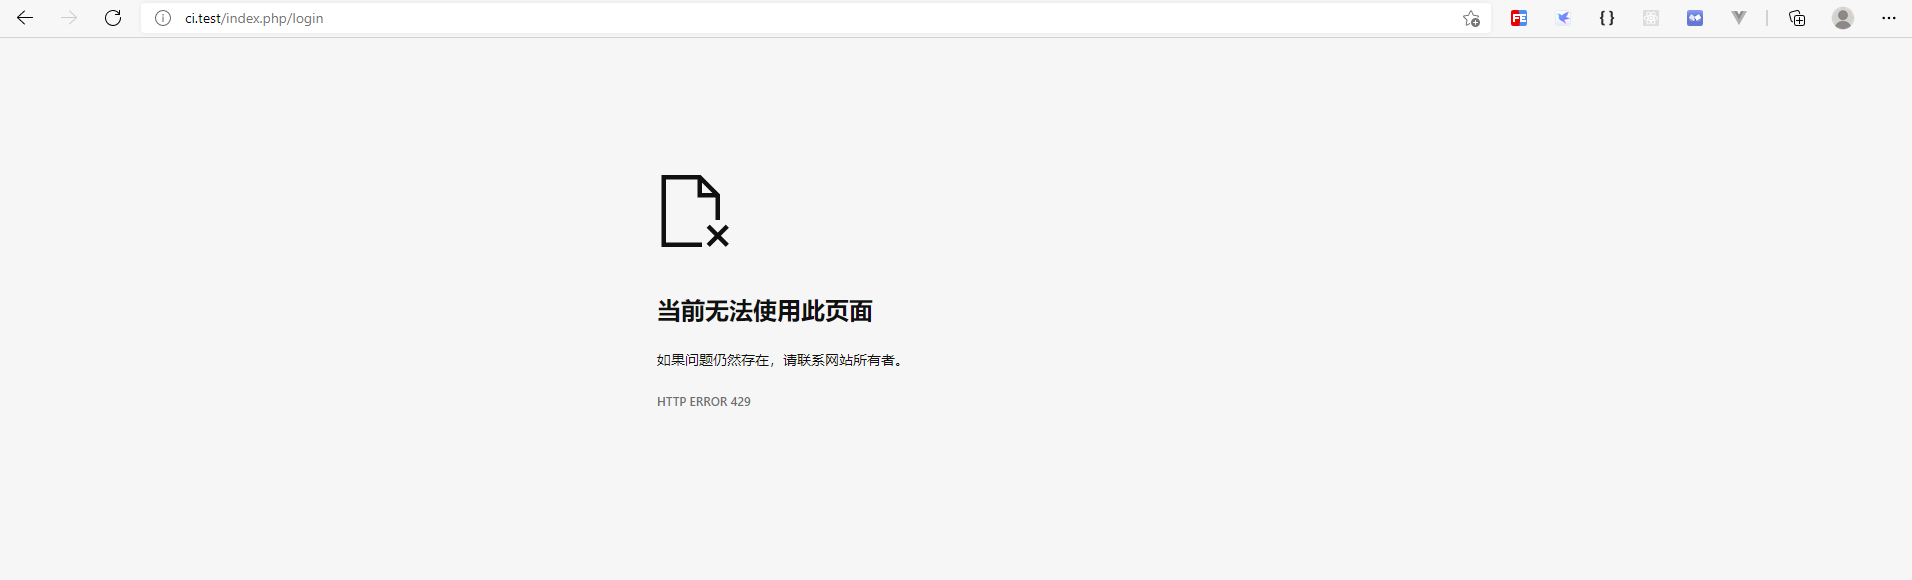 ci.test/index.php/login
FE
{ }
当前无法使用此页面
如果问题仍然存在，请联系网站所有者。
HTTP ERROR 429